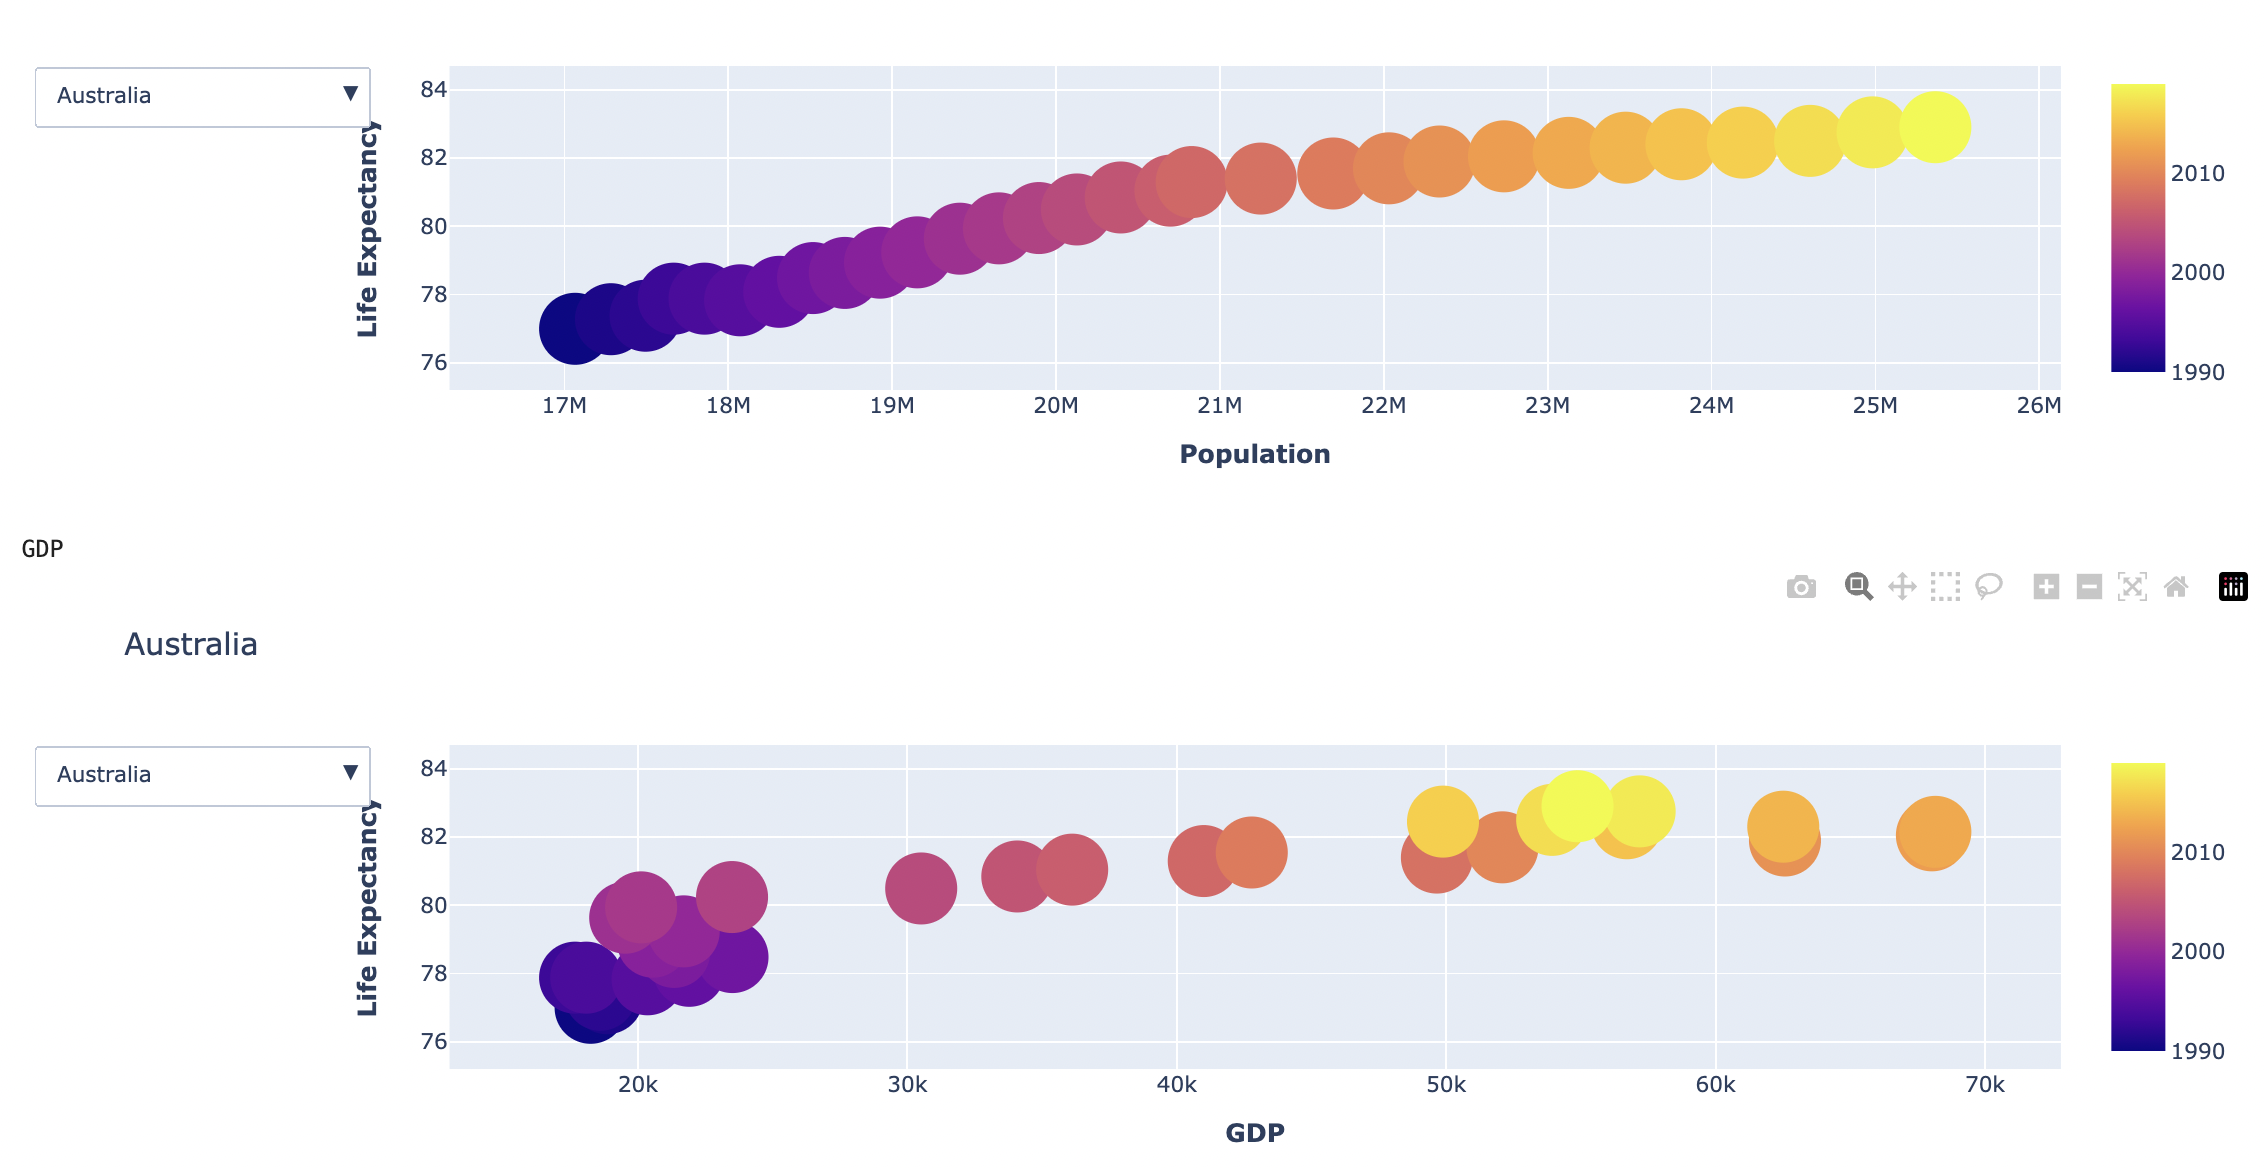 Australia ▼
Life Expectancy
84
82
80
78
76
17M 18M 19M 20M 21M 22M 23M 24M 25M 26M
Population
2010
2000
1990
GDP
Australia
Australia ▼
Life Expectancy
84
82
80
78
76
20k 30k 40k 50k 60k 70k
GDP
2010
2000
1990